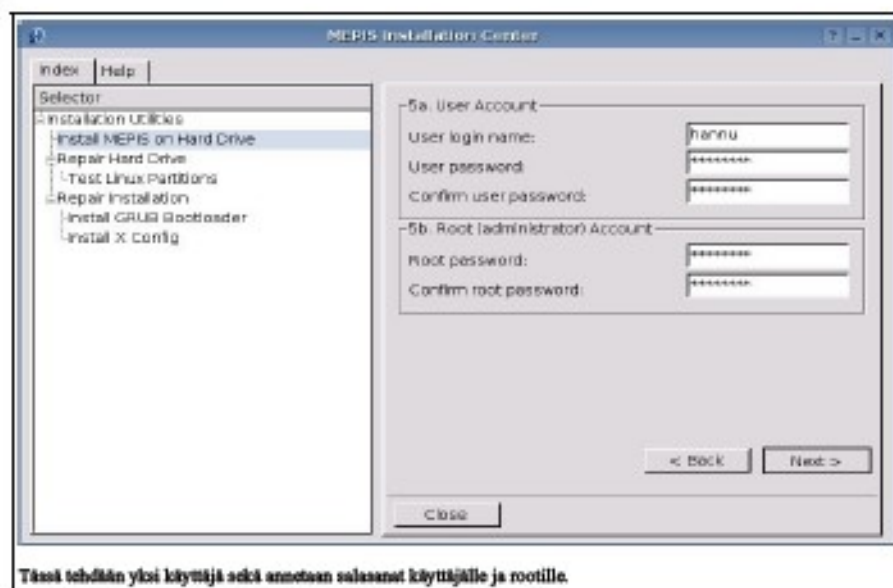 MEPIS Installation Center
Index Help
Selector
Installation Utilities
Install MEPIS on Hard Drive
Repair Hard Drive
Test Linux Partitions
Repair Installation
Install GRUB Bootloader
Install X Config
5a. User Account
User login name: hannu
User password: ********
Confirm user password: ********
5b. Root (administrator) Account
Root password: ********
Confirm root password: ********
< Back Next >
Close
Tässä tehdään yksi käyttäjä sekä annetaan salasanat käyttäjälle ja rootille.